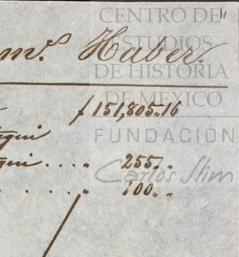 CENTRO DE
ESTUDIOS
DE HISTORIA
DE MÉXICO
FUNDACIÓN
Carlos Slim
Haber.
f 151,805.16
255..
100..